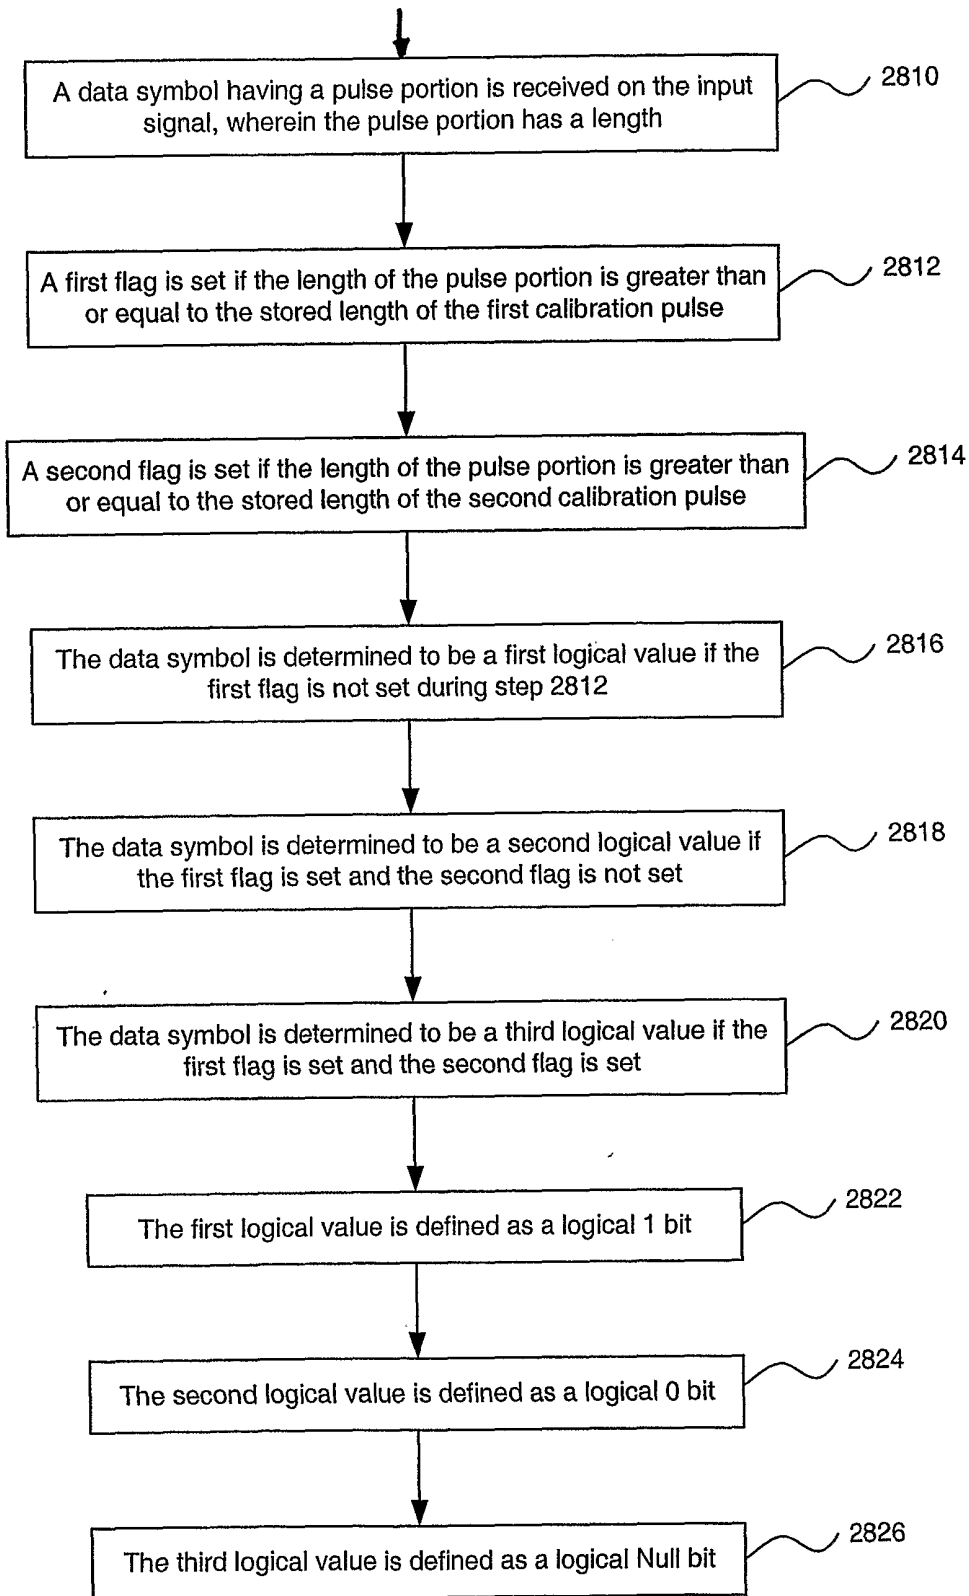 A data symbol having a pulse portion is received on the input
signal, wherein the pulse portion has a length
2810
A first flag is set if the length of the pulse portion is greater than
or equal to the stored length of the first calibration pulse
2812
A second flag is set if the length of the pulse portion is greater than
or equal to the stored length of the second calibration pulse
2814
The data symbol is determined to be a first logical value if the
first flag is not set during step 2812
2816
The data symbol is determined to be a second logical value if
the first flag is set and the second flag is not set
2818
The data symbol is determined to be a third logical value if the
first flag is set and the second flag is set
2820
The first logical value is defined as a logical 1 bit
2822
The second logical value is defined as a logical 0 bit
2824
The third logical value is defined as a logical Null bit
2826